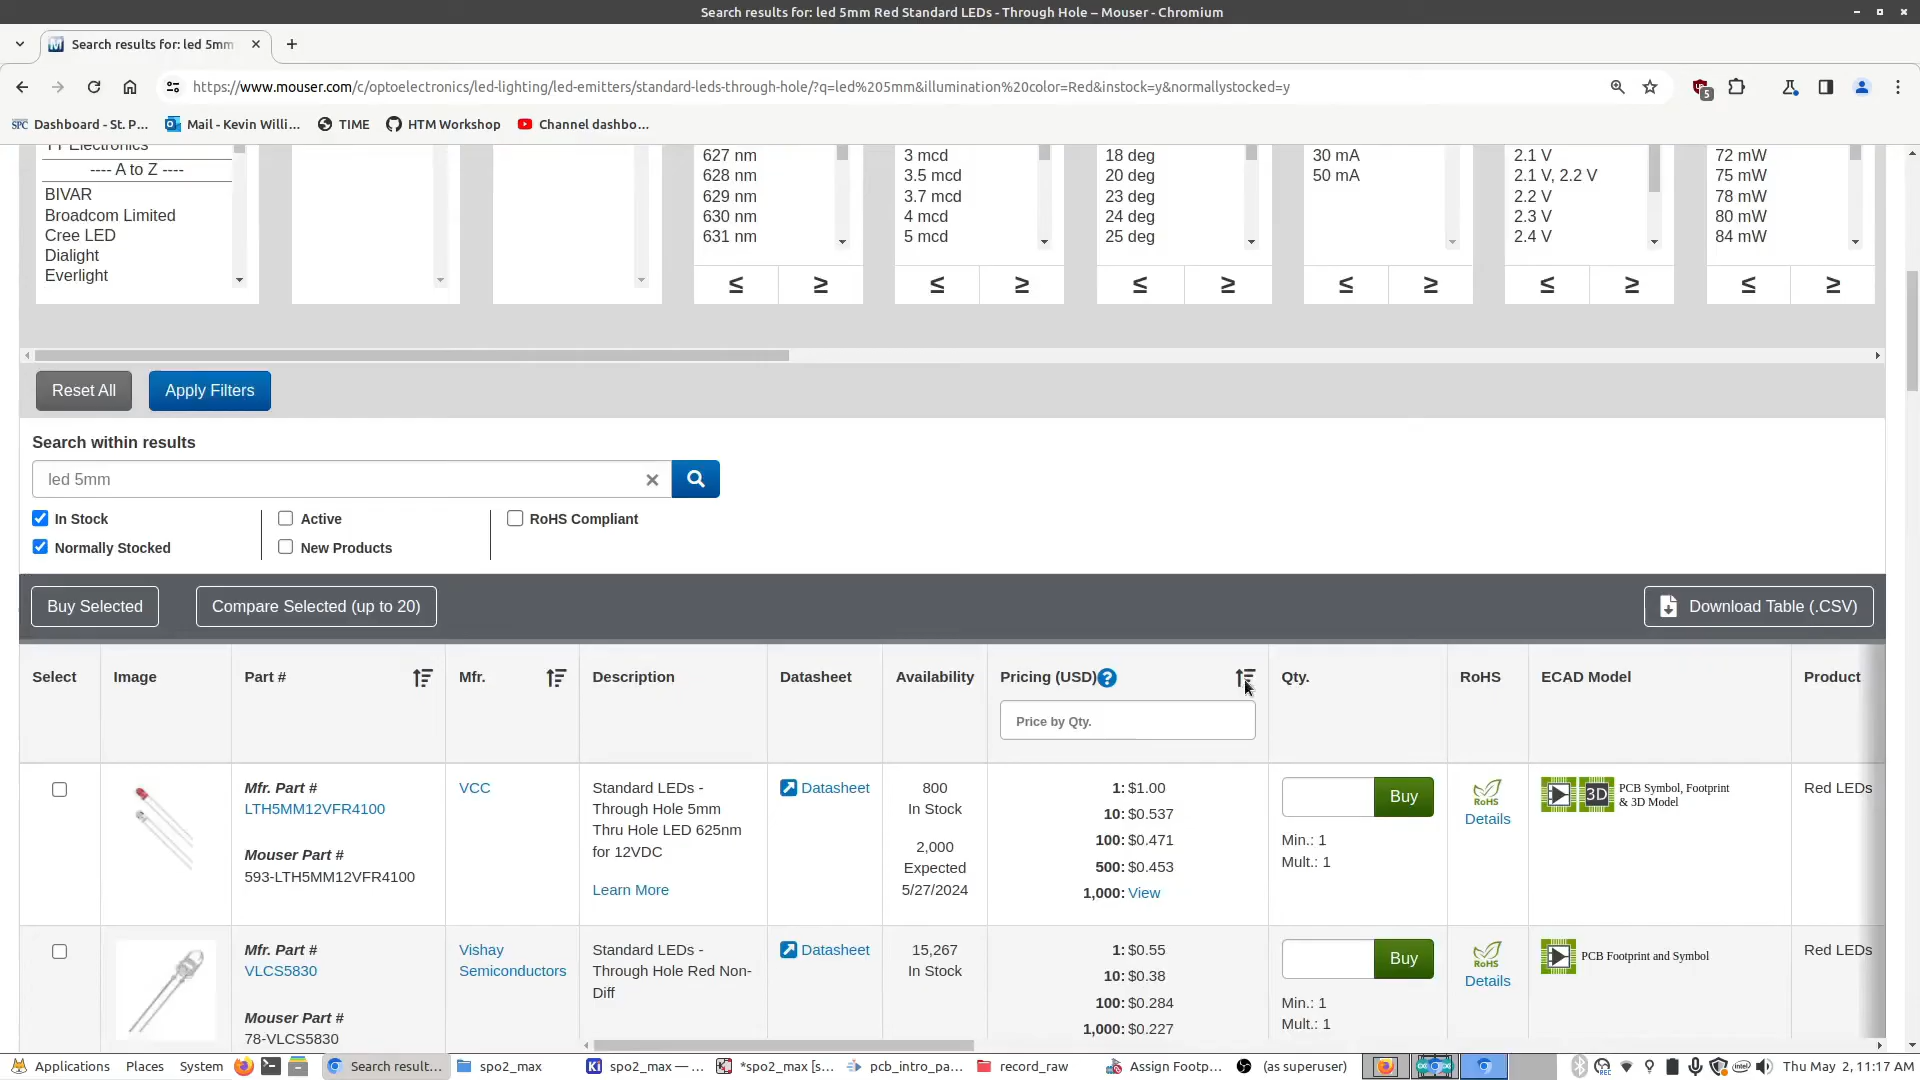 Search results for: led 5mm Red Standard LEDs - Through Hole – Mouser - Chromium
Search results for: led 5mm
https://www.mouser.com/c/optoelectronics/led-lighting/led-emitters/standard-leds-through-hole/?q=led%205mm&illumination%20color=Red&instock=y&normallystocked=y
5
Dashboard - St. P... Mail - Kevin Willi... TIME HTM Workshop Channel dashbo...
TT Electronics
---- A to Z ----
BIVAR
Broadcom Limited
Cree LED
Dialight
Everlight
627 nm
628 nm
629 nm
630 nm
631 nm
≤ ≥
3 mcd
3.5 mcd
3.7 mcd
4 mcd
5 mcd
≤ ≥
18 deg
20 deg
23 deg
24 deg
25 deg
≤ ≥
30 mA
50 mA
≤ ≥
2.1 V
2.1 V, 2.2 V
2.2 V
2.3 V
2.4 V
≤ ≥
72 mW
75 mW
78 mW
80 mW
84 mW
≤ ≥
Reset All Apply Filters
Search within results
led 5mm
In Stock Active RoHS Compliant
Normally Stocked New Products
Buy Selected Compare Selected (up to 20) Download Table (.CSV)
Select Image Part # Mfr. Description Datasheet Availability Pricing (USD) ? Qty. RoHS ECAD Model Product
Price by Qty.
Mfr. Part #
LTH5MM12VFR4100
Mouser Part #
593-LTH5MM12VFR4100
VCC
Standard LEDs -
Through Hole 5mm
Thru Hole LED 625nm
for 12VDC
Learn More
Datasheet
800
In Stock
2,000
Expected
5/27/2024
1: $1.00
10: $0.537
100: $0.471
500: $0.453
1,000: View
Buy
Min.: 1
Mult.: 1
RoHS
Details
3D
PCB Symbol, Footprint
& 3D Model
Red LEDs
Mfr. Part #
VLCS5830
Mouser Part #
78-VLCS5830
Vishay
Semiconductors
Standard LEDs -
Through Hole Red Non-
Diff
Datasheet
15,267
In Stock
1: $0.55
10: $0.38
100: $0.284
1,000: $0.227
Buy
Min.: 1
Mult.: 1
RoHS
Details
PCB Footprint and Symbol
Red LEDs
Applications Places System Search result... spo2_max spo2_max — ... *spo2_max [s... pcb_intro_pa... record_raw Assign Footp... (as superuser) Thu May 2, 11:17 AM